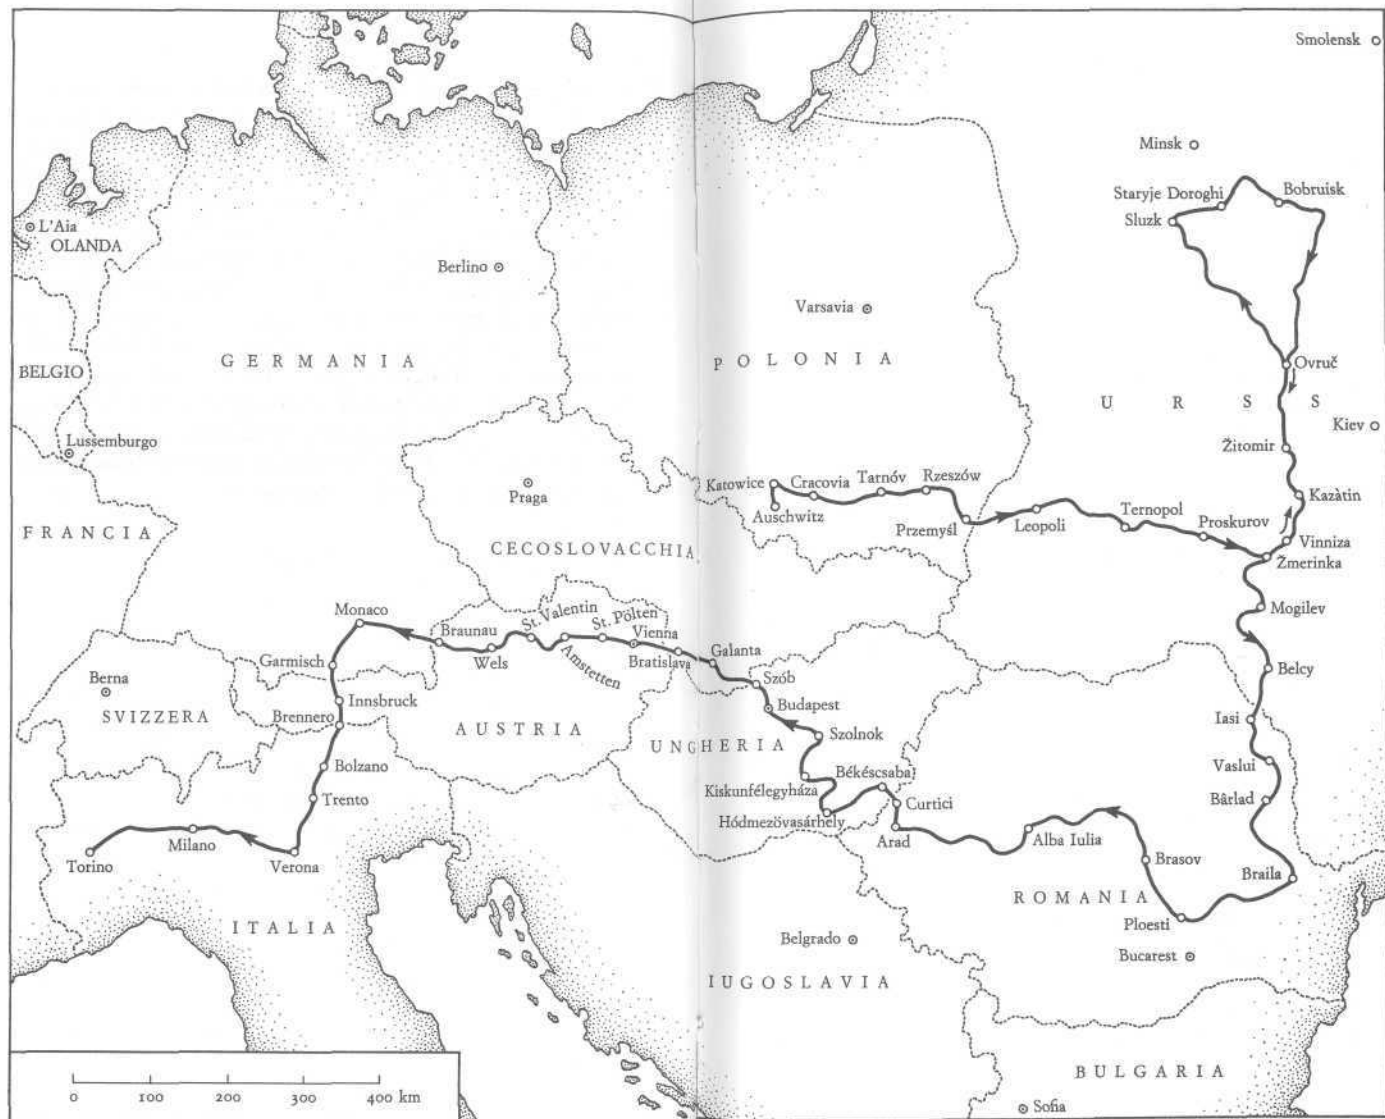 Smolensk
Minsk
Staryje Doroghi
Bobruisk
Sluzk
L'Aia
OLANDA
Berlino
Varsavia
GERMANIA
POLONIA
BELGIO
Ovruč
URSS
Kiev
Lussemburgo
Žitomir
Praga
Katowice
Cracovia
Tarnóv
Rzeszów
Kazàtin
Auschwitz
Przemyśl
Leopoli
Ternopol
Proskurov
Vinniza
FRANCIA
CECOSLOVACCHIA
Žmerinka
Monaco
Braunau
St. Valentin
St. Pölten
Vienna
Mogilev
Garmisch
Wels
Amstetten
Bratislava
Galanta
Belcy
Berna
Szób
Innsbruck
Budapest
SVIZZERA
Brennero
AUSTRIA
UNGHERIA
Szolnok
Iasi
Bolzano
Békéscsaba
Vaslui
Trento
Kiskunfélegyháza
Curtici
Bârlad
Hódmezövasárhely
Arad
Alba Iulia
Milano
Torino
Verona
Brasov
Braila
ROMANIA
ITALIA
Ploesti
Belgrado
Bucarest
IUGOSLAVIA
BULGARIA
0 100 200 300 400 km
Sofia